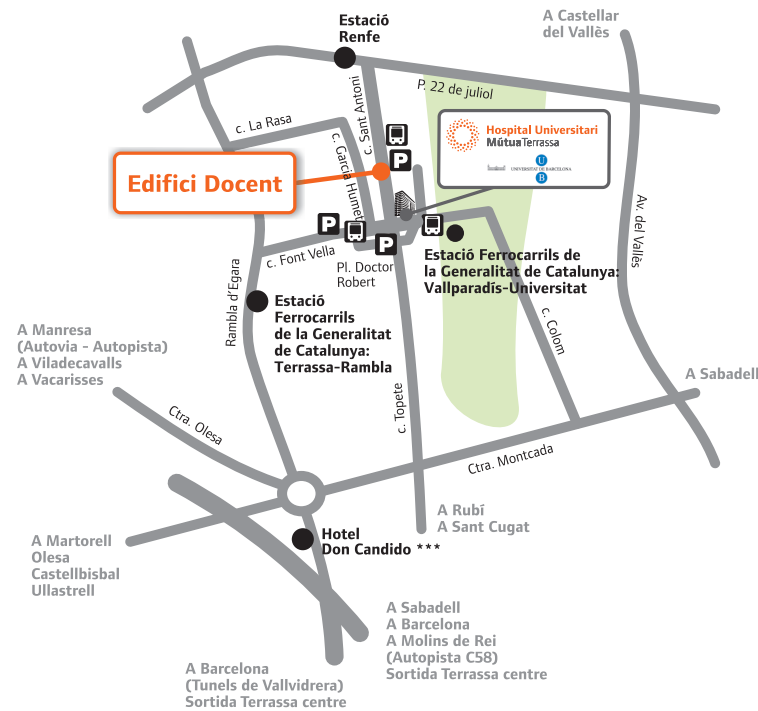 Estació
Renfe
A Castellar
del Vallès
P. 22 de juliol
c. Sant Antoni
c. La Rasa
c. Garcia Humet
Hospital Universitari
MútuaTerrassa
UNIVERSITAT DE BARCELONA
U
B
P
Edifici Docent
P
P
c. Font Vella
Pl. Doctor
Robert
Estació Ferrocarrils de
la Generalitat de Catalunya:
Vallparadís-Universitat
Av. del Vallès
Rambla d'Egara
Estació
Ferrocarrils
de la Generalitat
de Catalunya:
Terrassa-Rambla
c. Colom
A Manresa
(Autovia - Autopista)
A Viladecavalls
A Vacarisses
A Sabadell
c. Topete
Ctra. Olesa
Ctra. Montcada
A Rubí
A Sant Cugat
Hotel
Don Candido ***
A Martorell
Olesa
Castellbisbal
Ullastrell
A Sabadell
A Barcelona
A Molins de Rei
(Autopista C58)
Sortida Terrassa centre
A Barcelona
(Tunels de Vallvidrera)
Sortida Terrassa centre